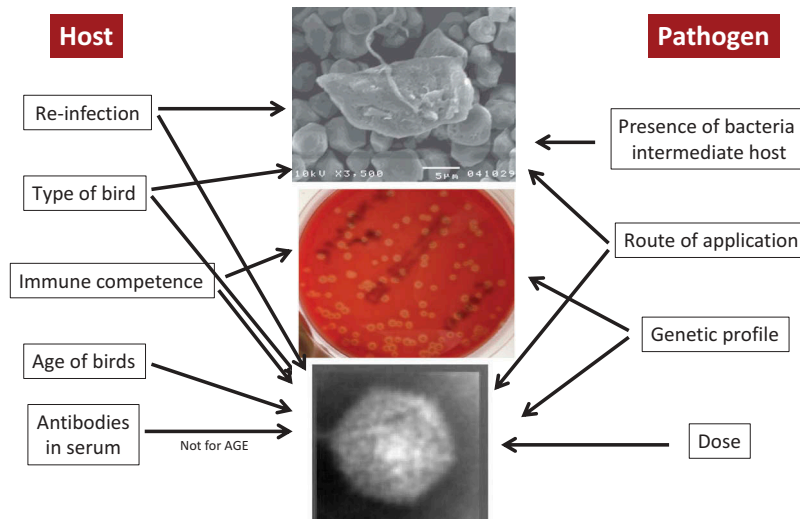 Host
Pathogen
Re-infection
Type of bird
Immune competence
Age of birds
Antibodies
in serum
Not for AGE
10kV X3,500 5µm 041029
Presence of bacteria
intermediate host
Route of application
Genetic profile
Dose